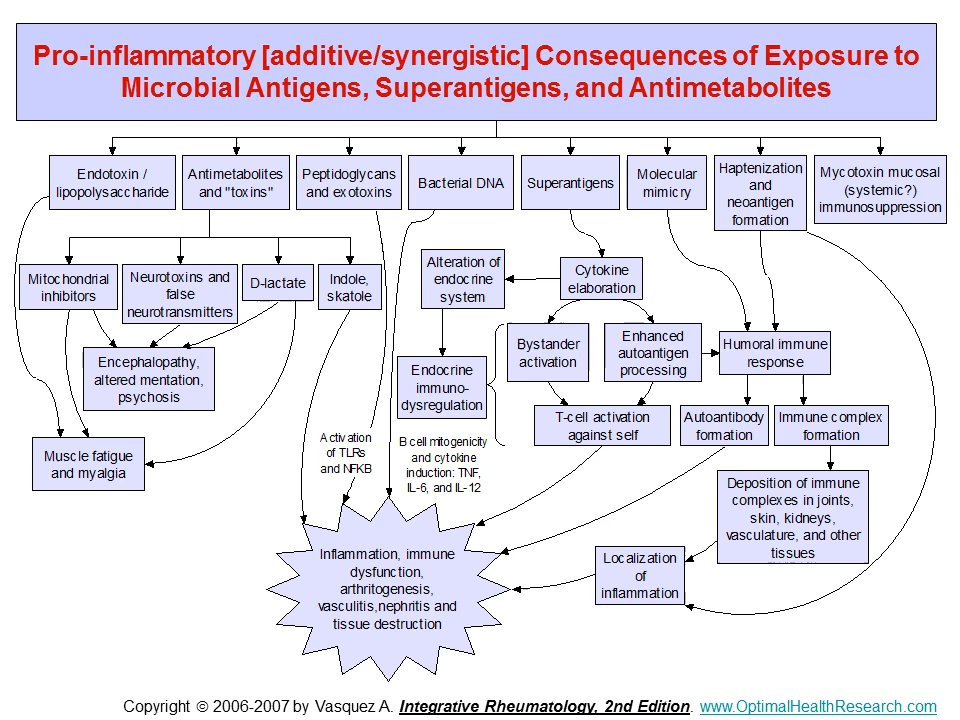 Pro-inflammatory [additive/synergistic] Consequences of Exposure to
Microbial Antigens, Superantigens, and Antimetabolites
Endotoxin /
lipopolysaccharide
Antimetabolites
and "toxins"
Peptidoglycans
and exotoxins
Bacterial DNA
Superantigens
Molecular
mimicry
Haptenization
and
neoantigen
formation
Mycotoxin mucosal
(systemic?)
immunosuppression
Mitochondrial
inhibitors
Neurotoxins and
false
neurotransmitters
D-lactate
Indole,
skatole
Alteration of
endocrine
system
Cytokine
elaboration
Encephalopathy,
altered mentation,
psychosis
Endocrine
immuno-
dysregulation
Bystander
activation
Enhanced
autoantigen
processing
Humoral immune
response
Muscle fatigue
and myalgia
Activation
of TLRs
and NFKB
B cell mitogenicity
and cytokine
induction: TNF,
IL-6, and IL-12
T-cell activation
against self
Autoantibody
formation
Immune complex
formation
Deposition of immune
complexes in joints,
skin, kidneys,
vasculature, and other
tissues
Inflammation, immune
dysfunction,
arthritogenesis,
vasculitis,nephritis and
tissue destruction
Localization
of
inflammation
Copyright © 2006-2007 by Vasquez A. Integrative Rheumatology, 2nd Edition. www.OptimalHealthResearch.com